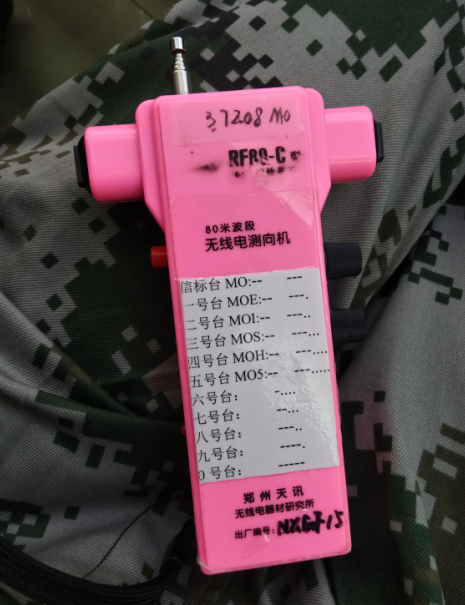 37208 MO
RF80-C
80米波段
无线电测向机
信标台 MO:-- ---
一号台 MOE:-- ---.
二号台 MOI:-- ---..
三号台 MOS:-- ---...
四号台 MOH:-- ---....
五号台 MO5:-- ---.....
六号台: -....
七号台: --...
八号台: ---..
九号台: ----.
0 号台: -----
郑州天讯
无线电器材研究所
出厂编号: